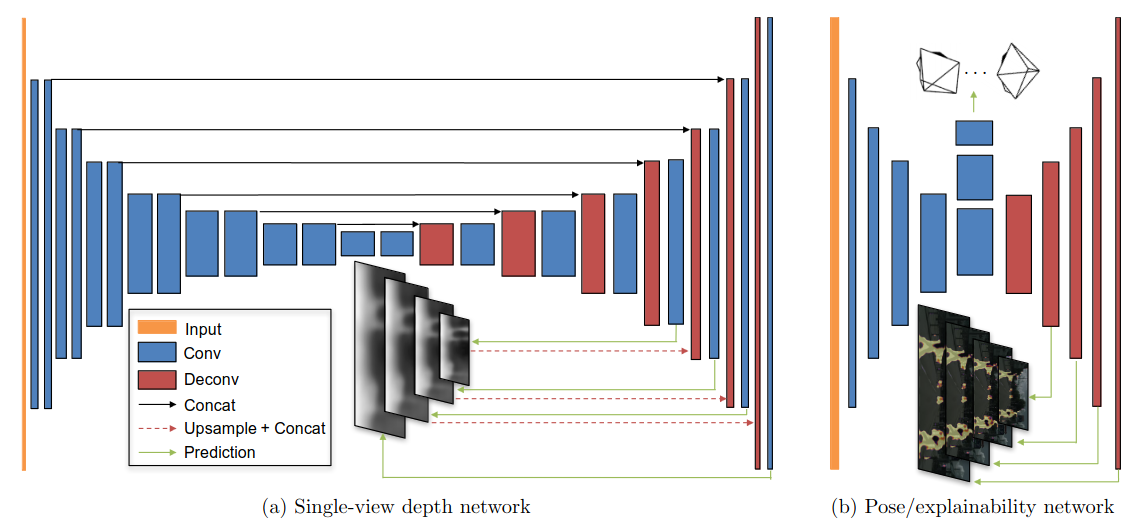 . . .
Input
Conv
Deconv
Concat
Upsample + Concat
Prediction
(a) Single-view depth network
(b) Pose/explainability network